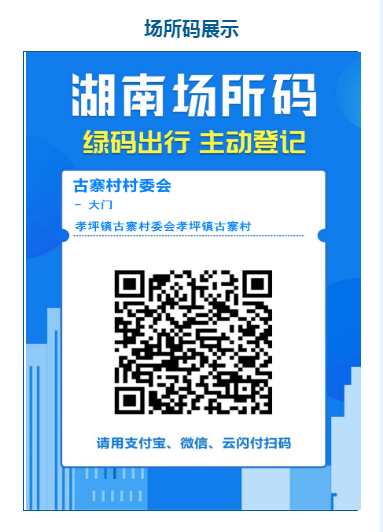 场所码展示
湖南场所码
绿码出行 主动登记
古寨村村委会
- 大门
孝坪镇古寨村委会孝坪镇古寨村
请用支付宝、微信、云闪付扫码